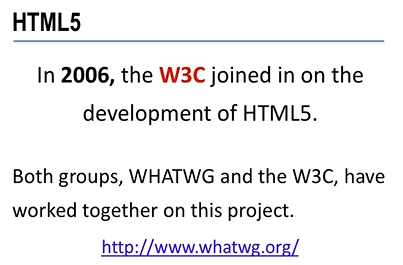 HTML5
In 2006, the W3C joined in on the
development of HTML5.
Both groups, WHATWG and the W3C, have
worked together on this project.
http://www.whatwg.org/